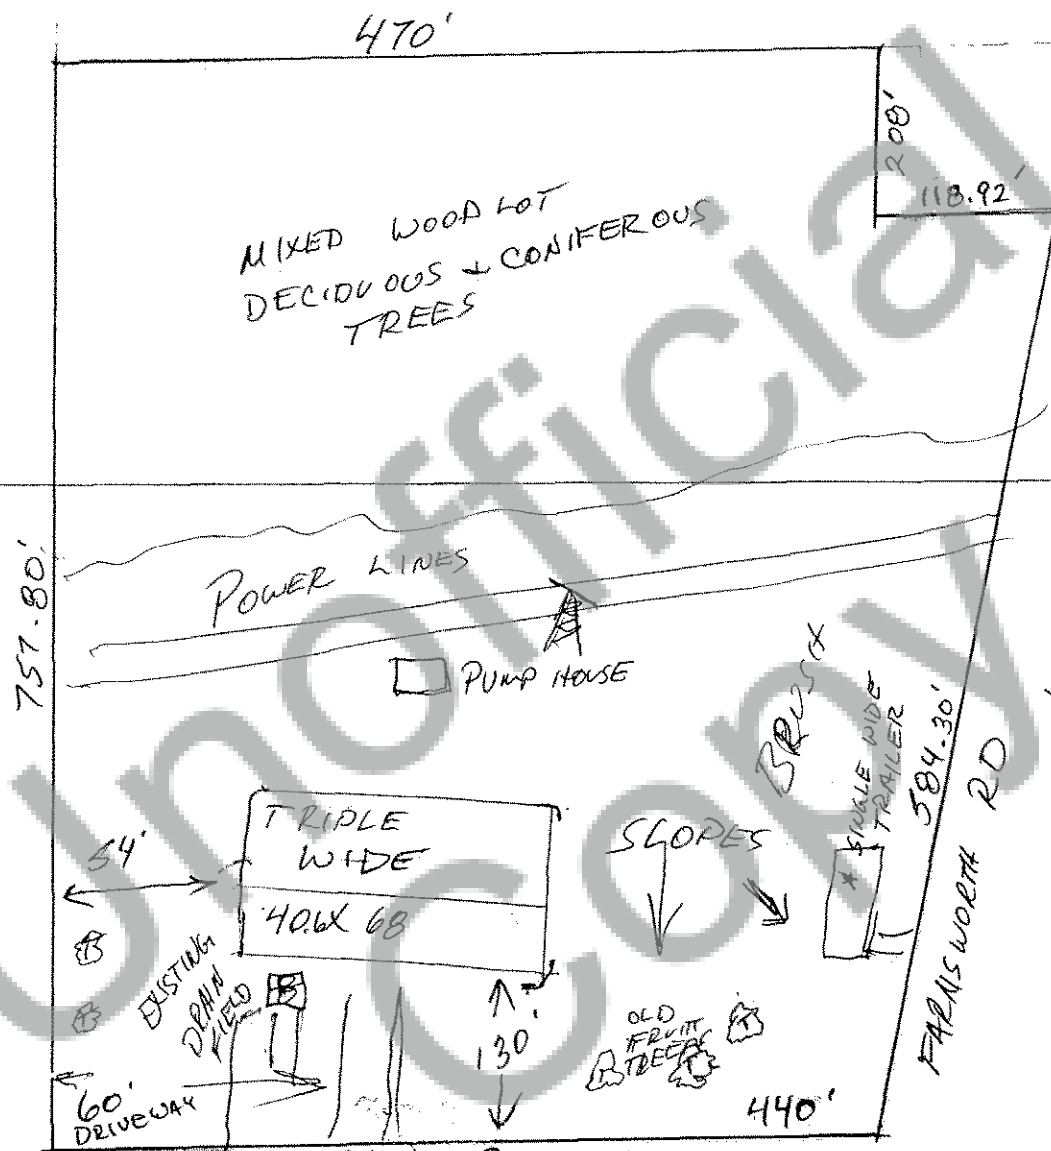 470'
208'
118.92'
MIXED WOOD LOT
DECIDUOUS & CONIFEROUS
TREES
POWER LINES
757.80'
PUMP HOUSE
BRUSH
SINGLE WIDE
TRAILER
584.30'
FARNSWORTH RD
TRIPLE
WIDE
40.6X 68
54'
SLOPES
EXISTING
DRAIN
FIELD
B
130'
OLD
FRUIT
TREES
T
T
T
60'
DRIVEWAY
440'
Unofficial
Copy